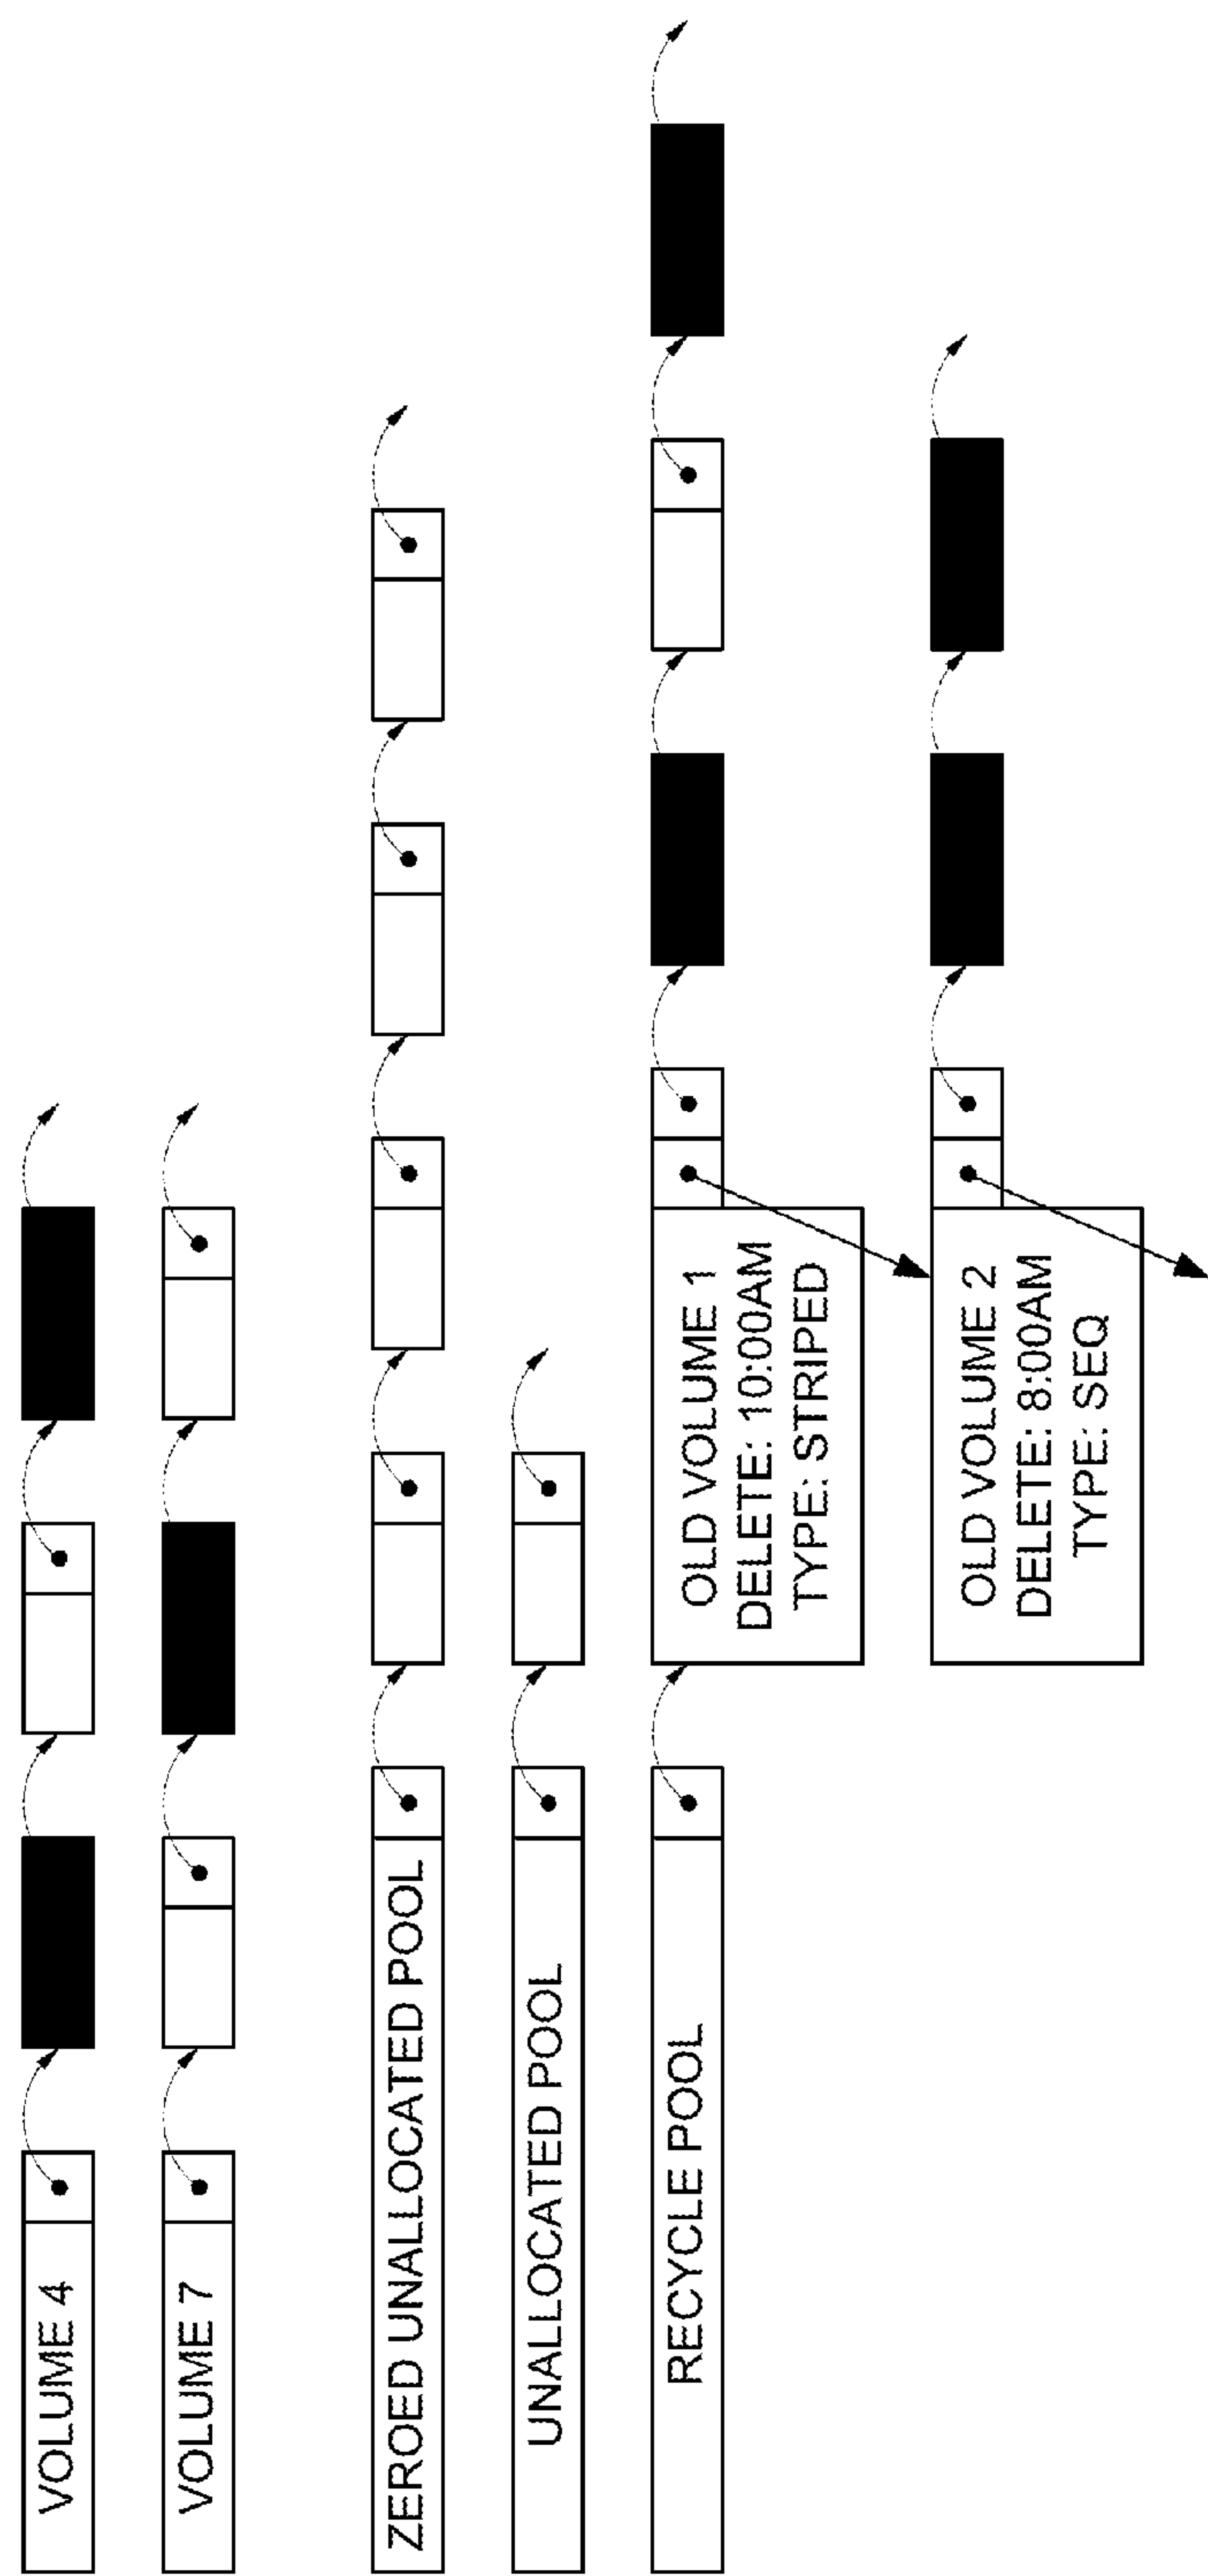 VOLUME 4
VOLUME 7
ZEROED UNALLOCATED POOL
UNALLOCATED POOL
RECYCLE POOL
OLD VOLUME 1
DELETE: 10:00AM
TYPE: STRIPED
OLD VOLUME 2
DELETE: 8:00AM
TYPE: SEQ